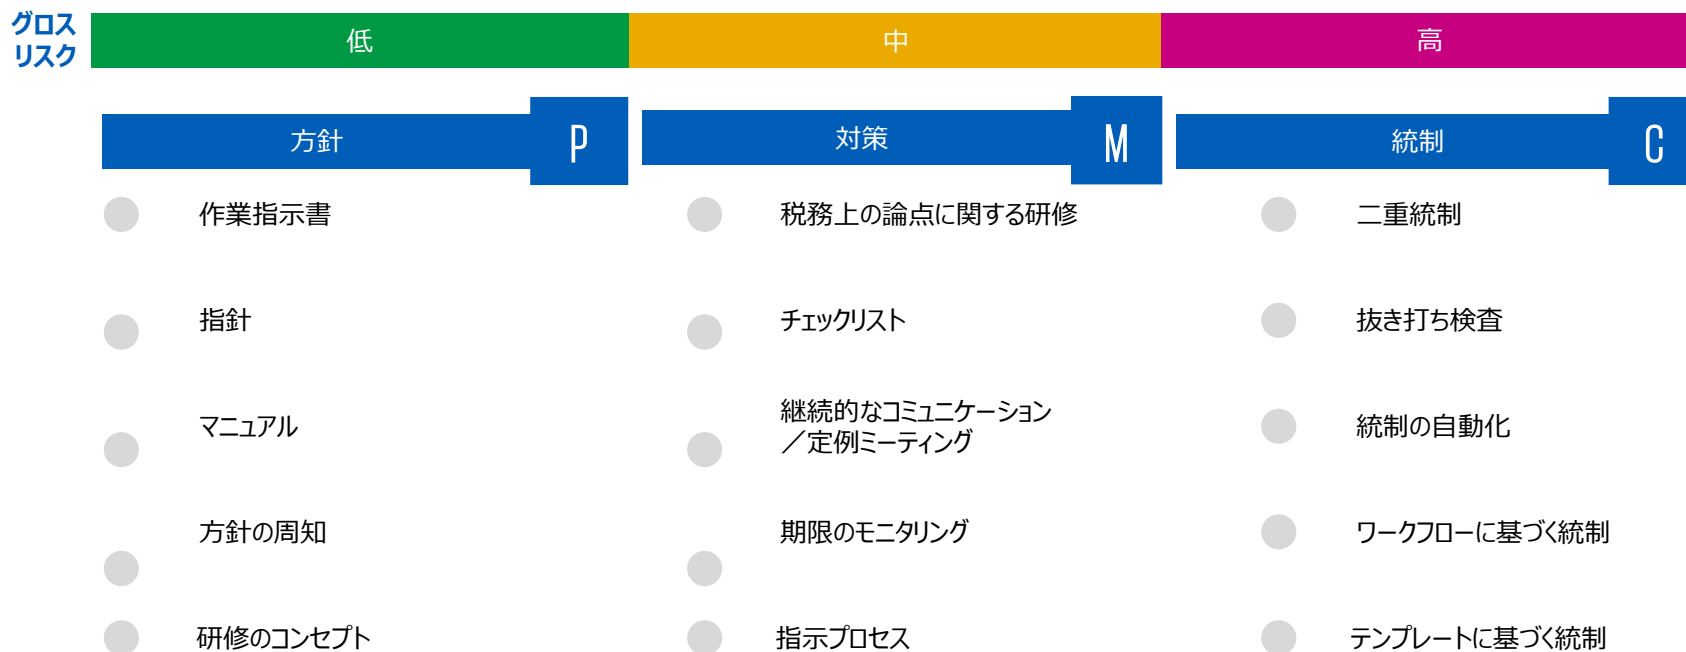 グロス
リスク
低
中
高
方針
P
対策
M
統制
C
作業指示書
税務上の論点に関する研修
二重統制
指針
チェックリスト
抜き打ち検査
マニュアル
継続的なコミュニケーション
／定例ミーティング
統制の自動化
方針の周知
期限のモニタリング
ワークフローに基づく統制
研修のコンセプト
指示プロセス
テンプレートに基づく統制